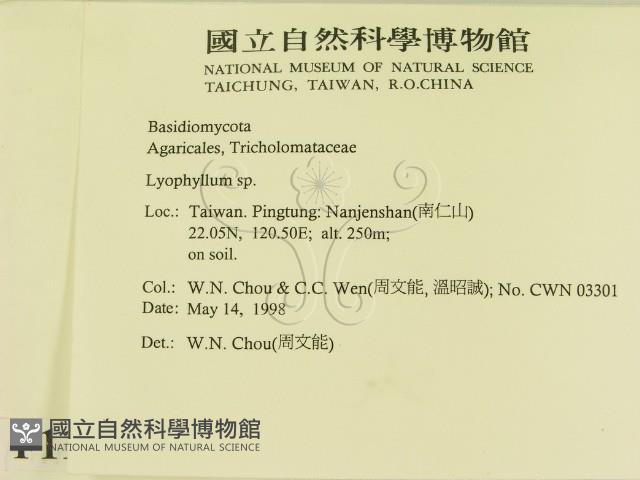 國立自然科學博物館
NATIONAL MUSEUM OF NATURAL SCIENCE
TAICHUNG, TAIWAN, R.O.CHINA
Basidiomycota
Agaricales, Tricholomataceae
Lyophyllum sp.
Loc.: Taiwan. Pingtung: Nanjenshan(南仁山)
22.05N, 120.50E; alt. 250m;
on soil.
Col.: W.N. Chou & C.C. Wen(周文能, 溫昭誠); No. CWN 03301
Date: May 14, 1998
Det.: W.N. Chou(周文能)
國立自然科學博物館
NATIONAL MUSEUM OF NATURAL SCIENCE